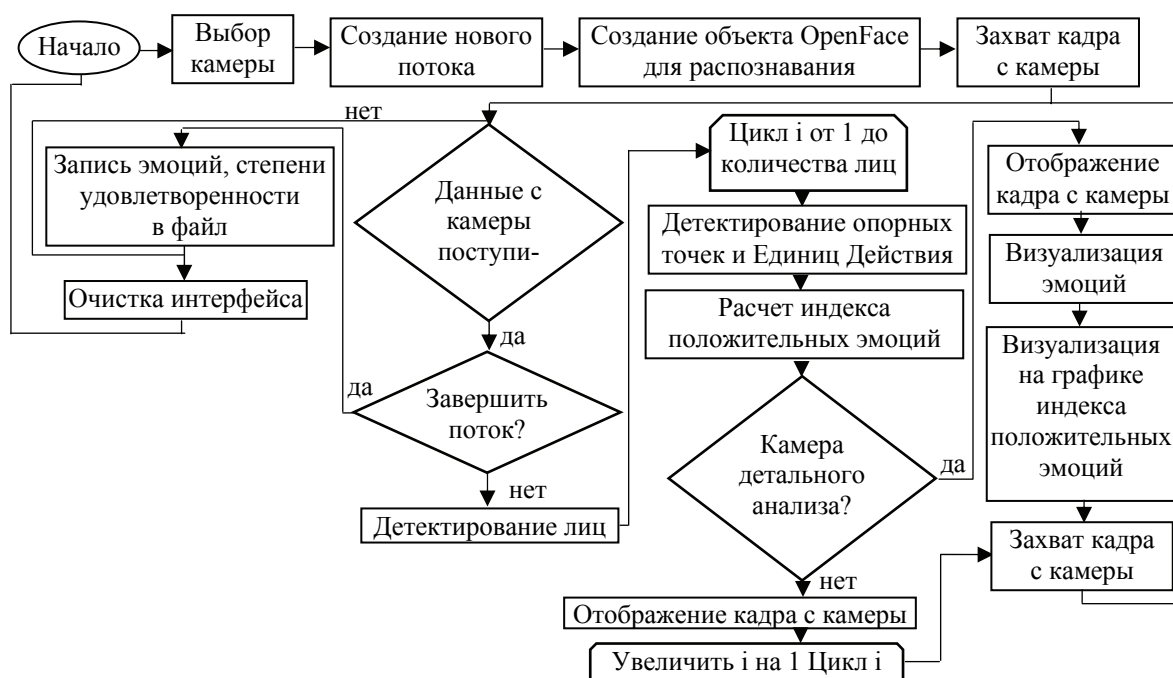 Начало
Выбор
камеры
Создание нового
потока
Создание объекта OpenFace
для распознавания
Захват кадра
с камеры
нет
Запись эмоций, степени
удовлетворенности
в файл
Очистка интерфейса
Данные с
камеры
поступи-
да
да
Завершить
поток?
нет
Детектирование лиц
Цикл i от 1 до
количества лиц
Детектирование опорных
точек и Единиц Действия
Расчет индекса
положительных эмоций
Камера
детального
анализа?
да
нет
Отображение кадра с камеры
Увеличить i на 1 Цикл i
Отображение
кадра с камеры
Визуализация
эмоций
Визуализация
на графике
индекса
положительных
эмоций
Захват кадра
с камеры